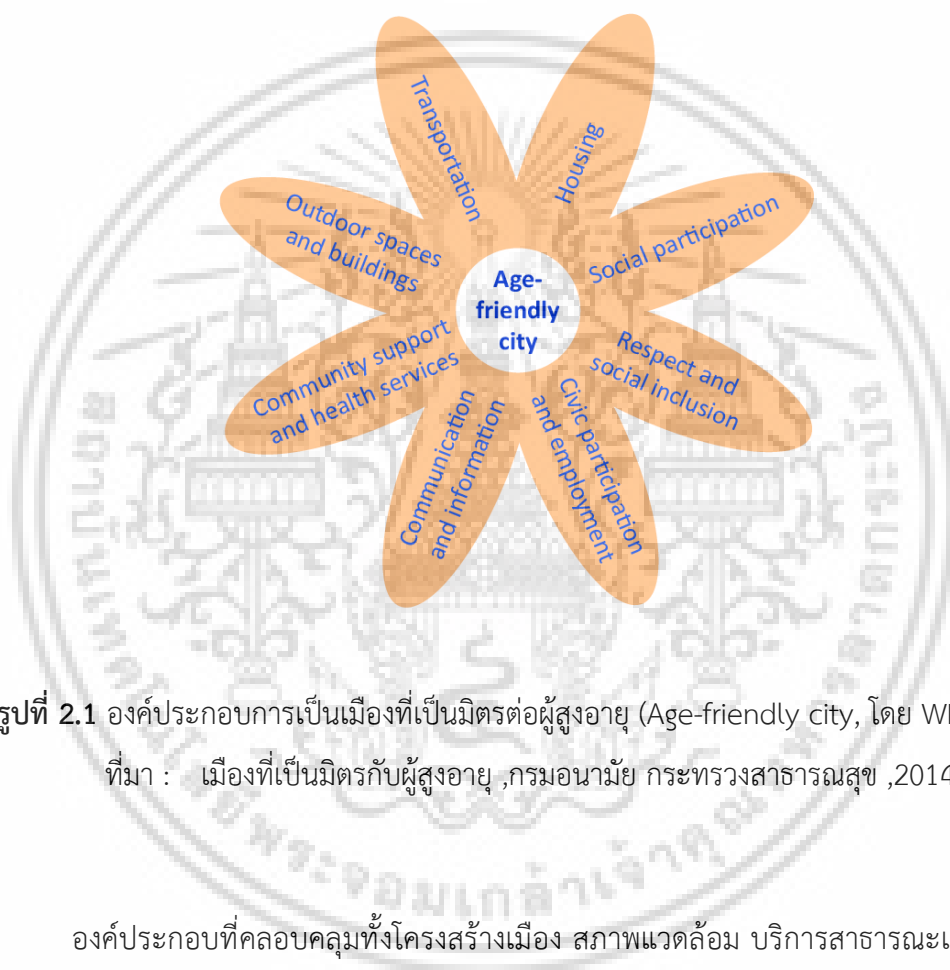 Transportation
Housing
Outdoor spaces
and buildings
Social participation
Age-
friendly
city
Community support
and health services
Respect and
social inclusion
Communication
and information
Civic participation
and employment
รูปที่ 2.1 องค์ประกอบการเป็นเมืองที่เป็นมิตรต่อผู้สูงอายุ (Age-friendly city, โดย
ที่มา : เมืองที่เป็นมิตรกับผู้สูงอายุ ,กรมอนามัย กระทรวงสาธารณสุข ,2014
องค์ประกอบที่คลอบคลุมทั้งโครงสร้างเมือง สภาพแวดล้อม บริการสาธารณะ